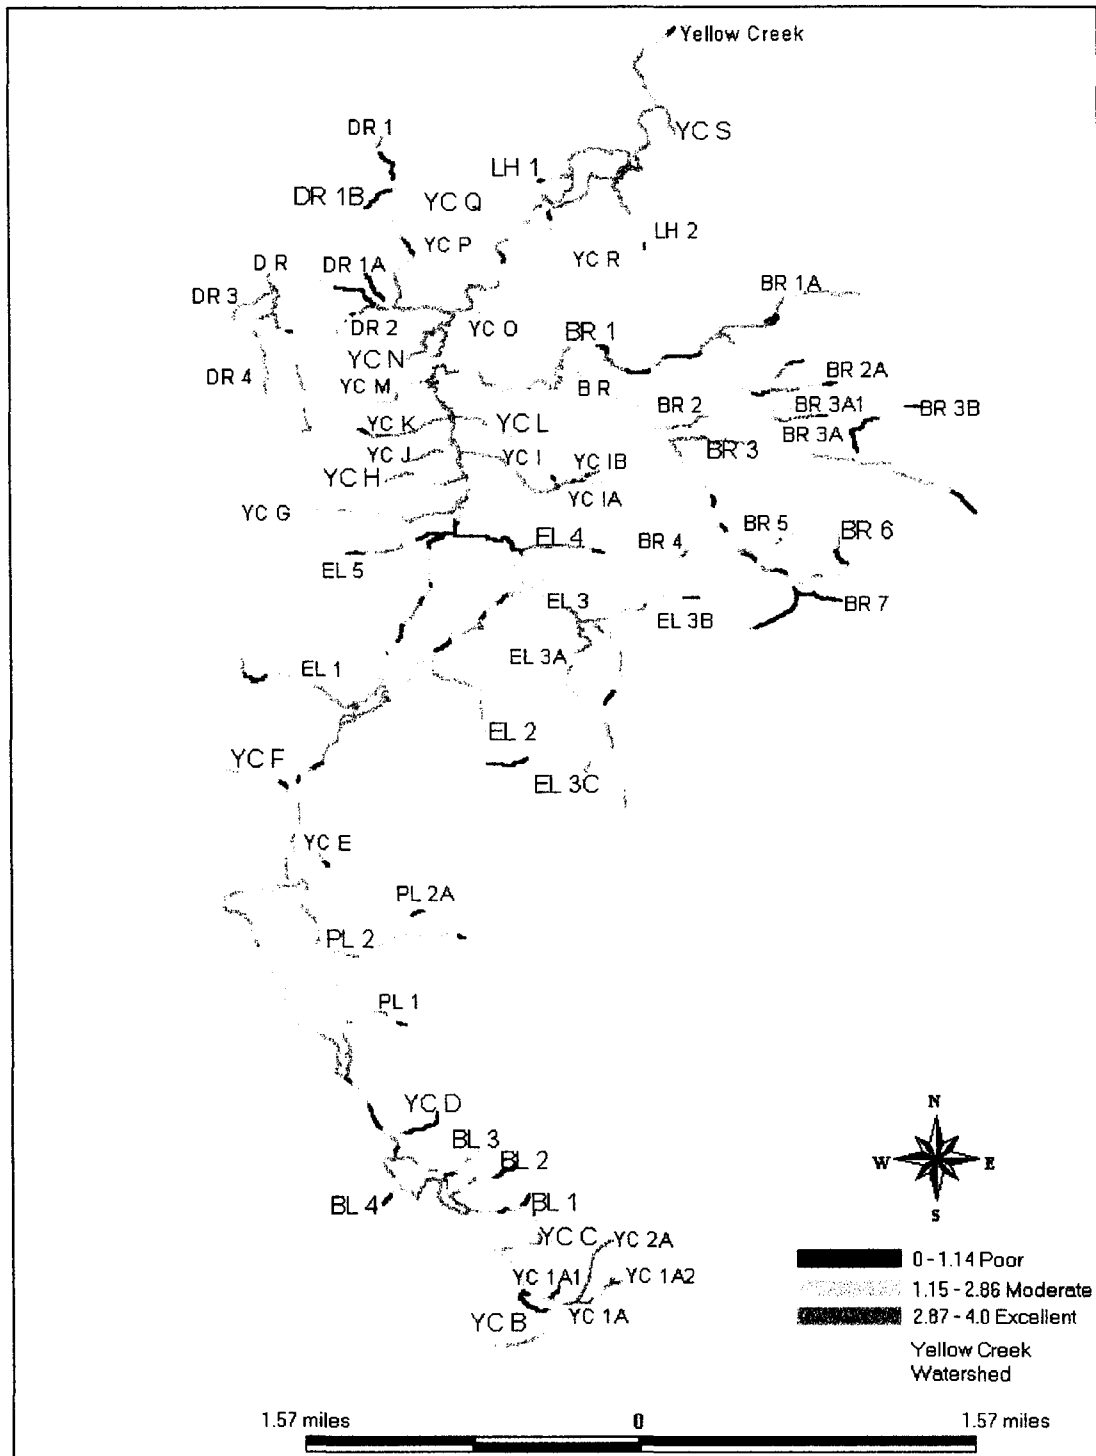 Yellow Creek
YC S
DR 1
LH 1
DR 1B
YC Q
LH 2
YC P
YC R
D R
DR 1A
BR 1A
DR 3
DR 2
YC O
BR 1
YC N
DR 4
YC M
B R
BR 2A
BR 2
BR 3A1
BR 3B
YC K
YC L
BR 3A
BR 3
YC J
YC I
YC IB
YC H
YC IA
YC G
EL 4
BR 4
BR 5
BR 6
EL 5
EL 3
EL 3B
BR 7
EL 1
EL 3A
EL 2
YC F
EL 3C
YC E
PL 2A
PL 2
PL 1
YC D
BL 3
BL 2
BL 4
BL 1
YC C
YC 2A
YC 1A1
YC 1A2
YC B
YC 1A
N
W
E
S
0 - 1.14 Poor
1.15 - 2.86 Moderate
2.87 - 4.0 Excellent
Yellow Creek
Watershed
1.57 miles
0
1.57 miles